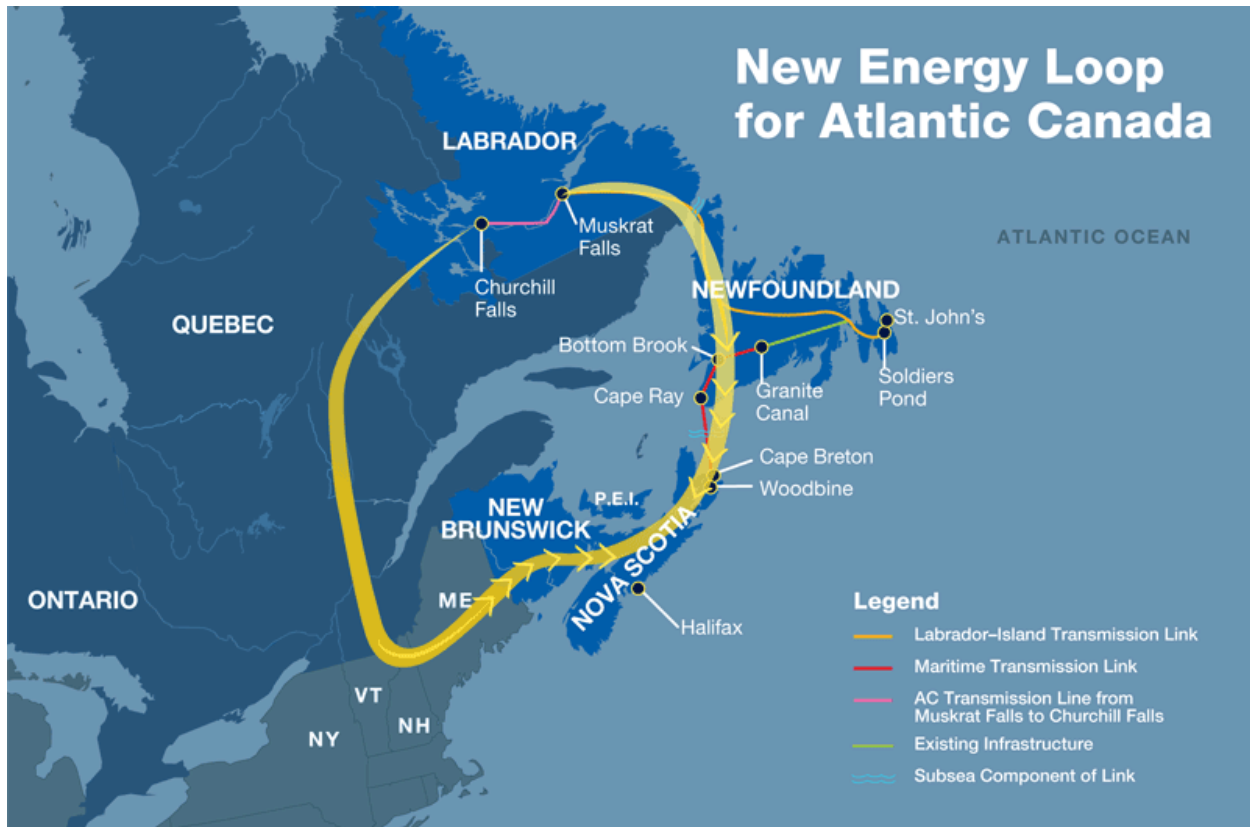 New Energy Loop
for Atlantic Canada
LABRADOR
Muskrat
Falls
ATLANTIC OCEAN
Churchill
Falls
NEWFOUNDLAND
St. John's
QUEBEC
Bottom Brook
Soldiers
Pond
Granite
Canal
Cape Ray
Cape Breton
Woodbine
P.E.I.
NEW
BRUNSWICK
NOVA SCOTIA
ONTARIO
ME
Halifax
VT
NH
NY
Legend
Labrador–Island Transmission Link
Maritime Transmission Link
AC Transmission Line from
Muskrat Falls to Churchill Falls
Existing Infrastructure
Subsea Component of Link